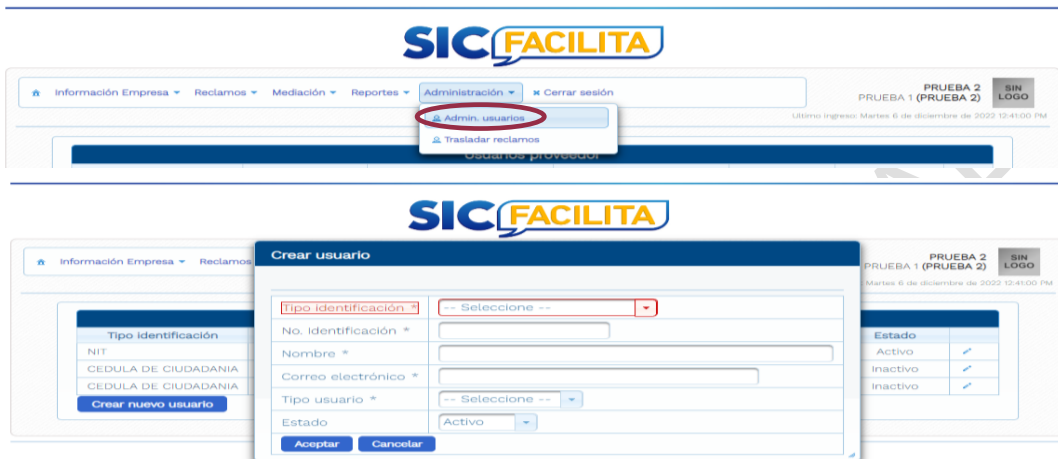 SIC FACILITA
Información Empresa Reclamos Mediación Reportes Administración Cerrar sesión
PRUEBA 2
PRUEBA 1 (PRUEBA 2)
SIN LOGO
Ultimo ingreso: Martes 6 de diciembre de 2022 12:41:00 PM
Admin. usuarios
Trasladar reclamos
Usuarios proveedor
SIC FACILITA
Información Empresa Reclamos
Crear usuario
PRUEBA 2
PRUEBA 1 (PRUEBA 2)
SIN LOGO
Martes 6 de diciembre de 2022 12:41:00 PM
Tipo identificación * -- Seleccione --
No. Identificación *
Nombre *
Correo electrónico *
Tipo usuario * -- Seleccione --
Estado Activo
Aceptar Cancelar
Tipo identificación
NIT
CEDULA DE CIUDADANIA
CEDULA DE CIUDADANIA
Crear nuevo usuario
Estado
Activo
Inactivo
Inactivo